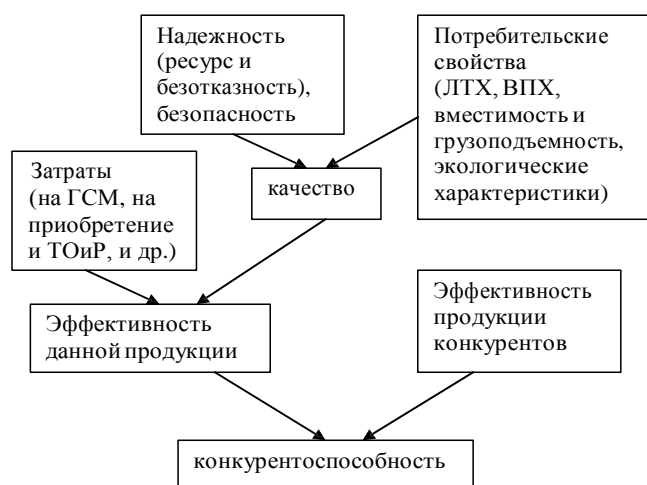 Надежность
(ресурс и
безотказность),
безопасность
Потребительские
свойства
(ЛТХ, ВПХ,
вместимость и
грузоподъемность,
экологические
характеристики)
Затраты
(на ГСМ, на
приобретение
и ТОиР, и др.)
качество
Эффективность
данной продукции
Эффективность
продукции
конкурентов
конкурентоспособность